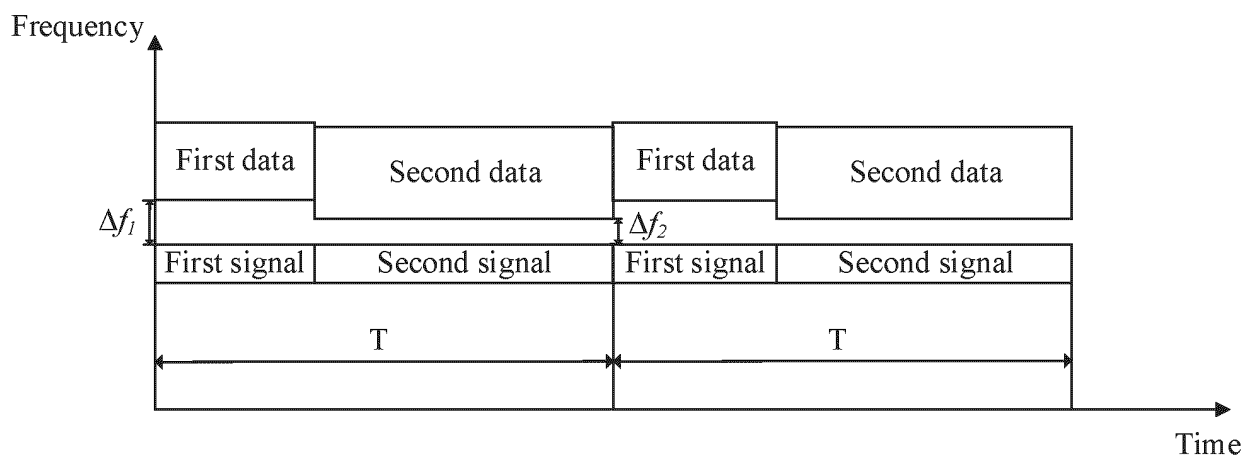 Frequency
First data
Second data
First data
Second data
Δf1
Δf2
First signal
Second signal
First signal
Second signal
T
T
Time